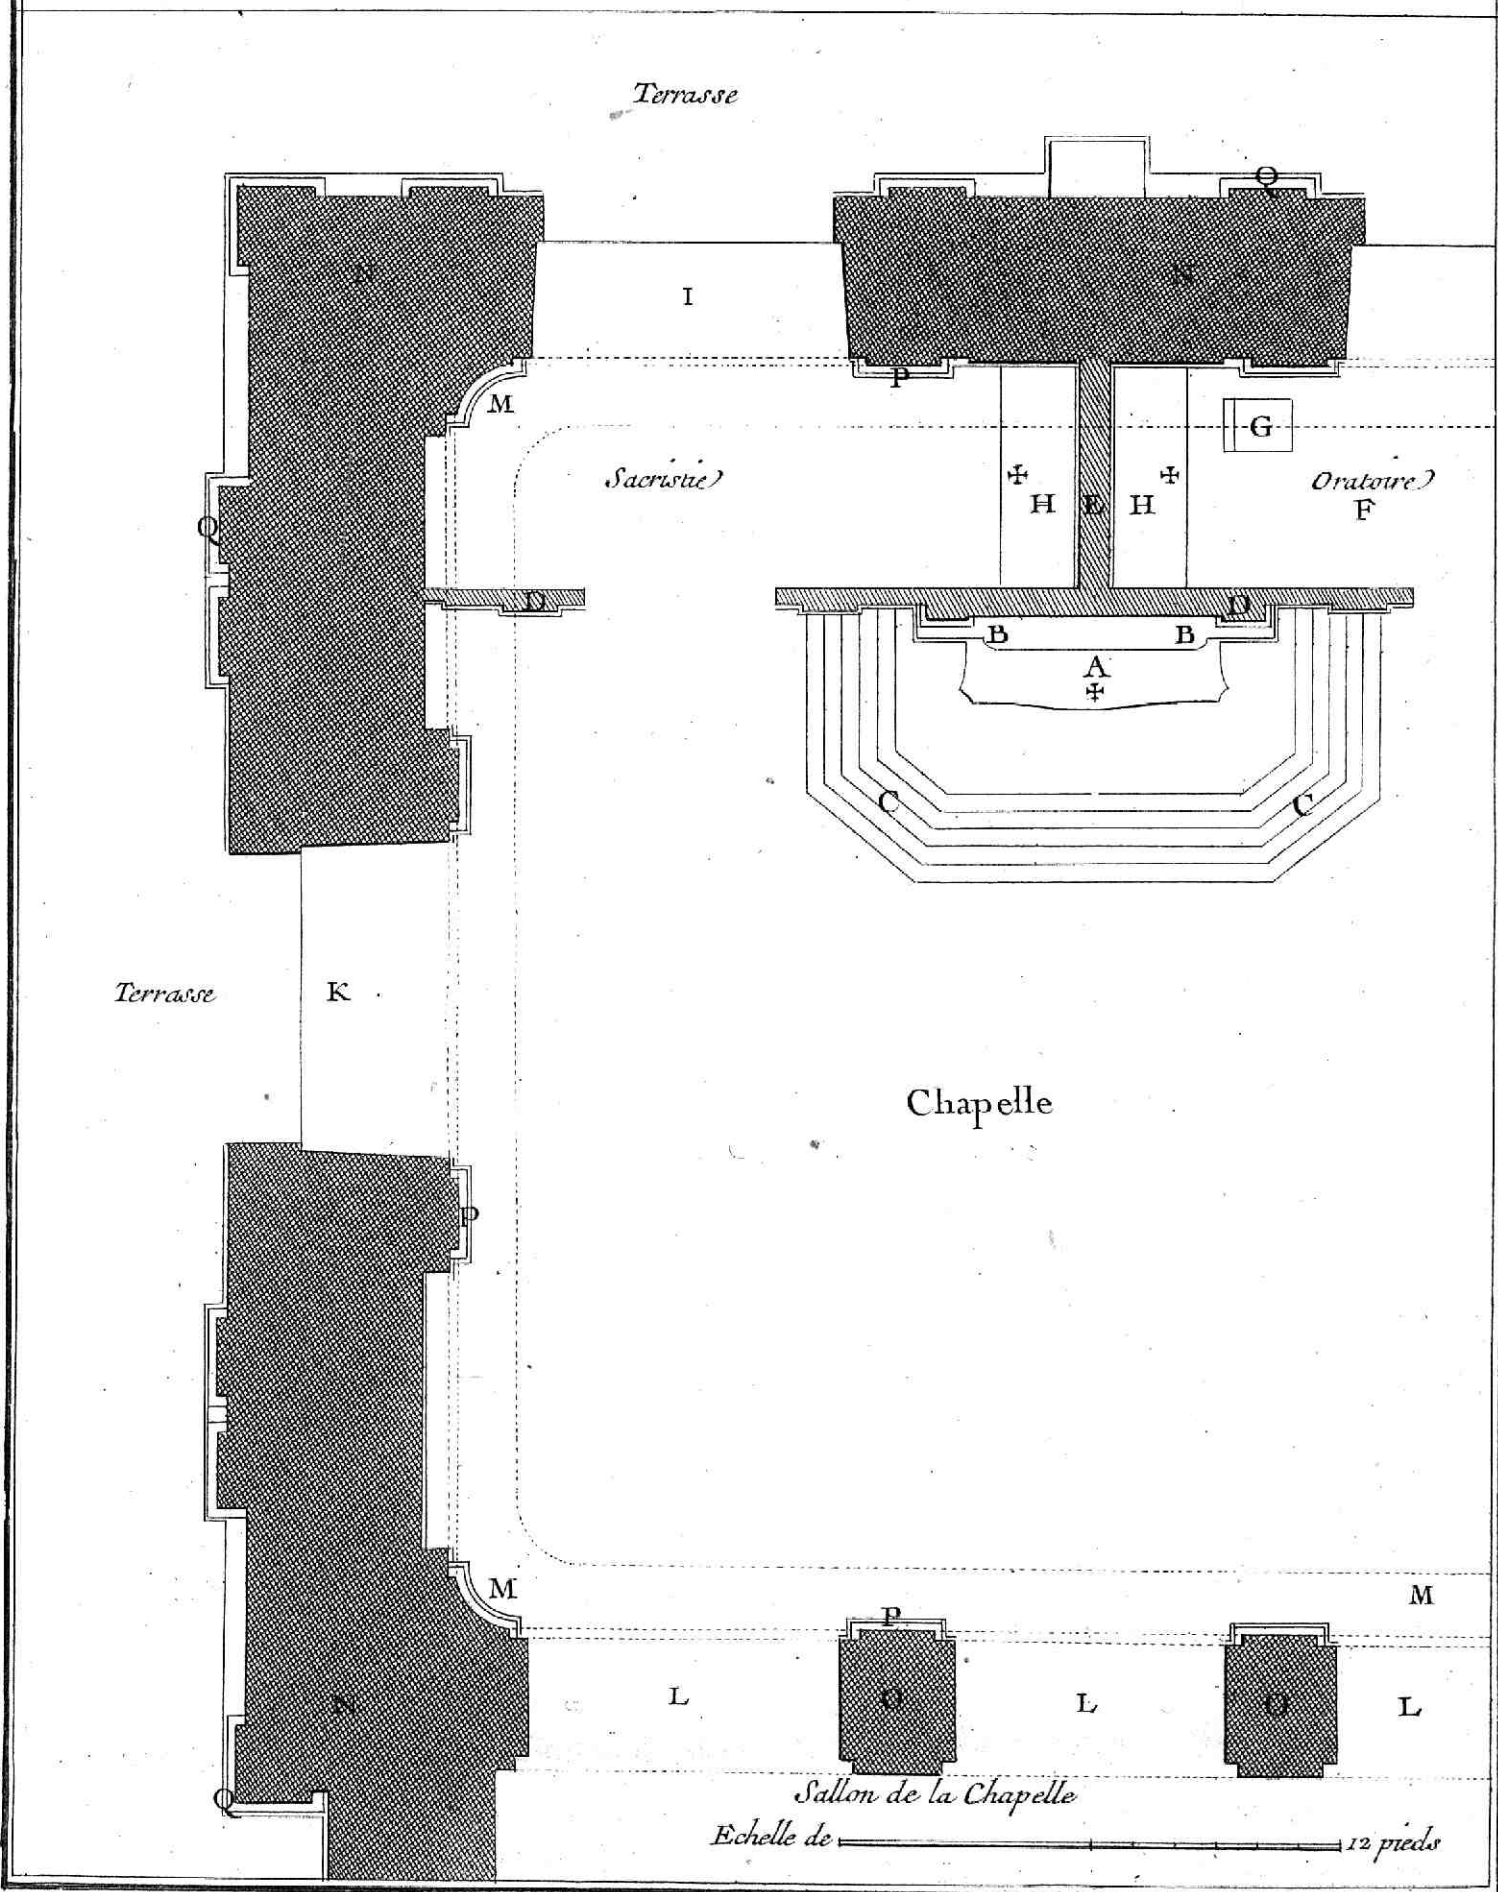 Terrasse
Q
N
I
N
P
M
G
Sacristie
Oratoire
H
E
H
F
Q
D
D
B
B
A
C
C
Terrasse
K
Chapelle
P
M
M
P
L
O
L
O
L
N
Sallon de la Chapelle
Q
Echelle de 12 pieds